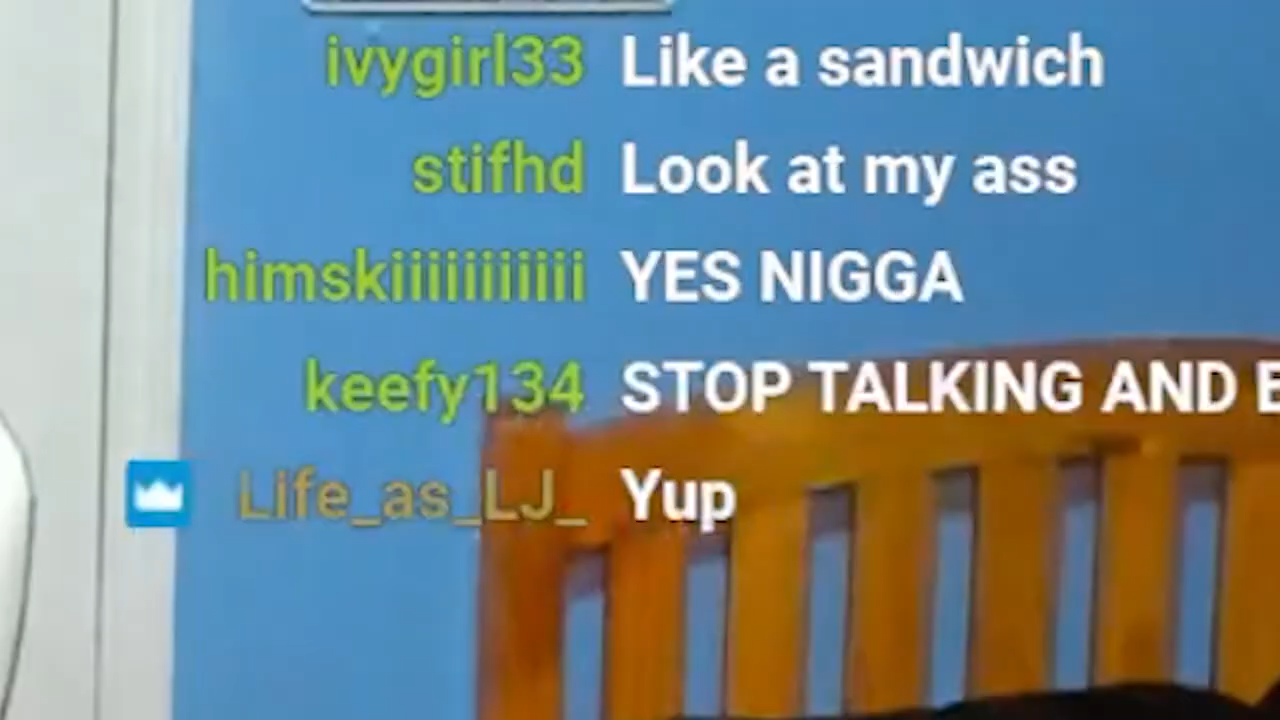 ivygirl33 Like a sandwich
stifhd Look at my ass
himskiiiiiiiiiii YES NIGGA
keefy134 STOP TALKING AND
Life_as_LJ_ Yup